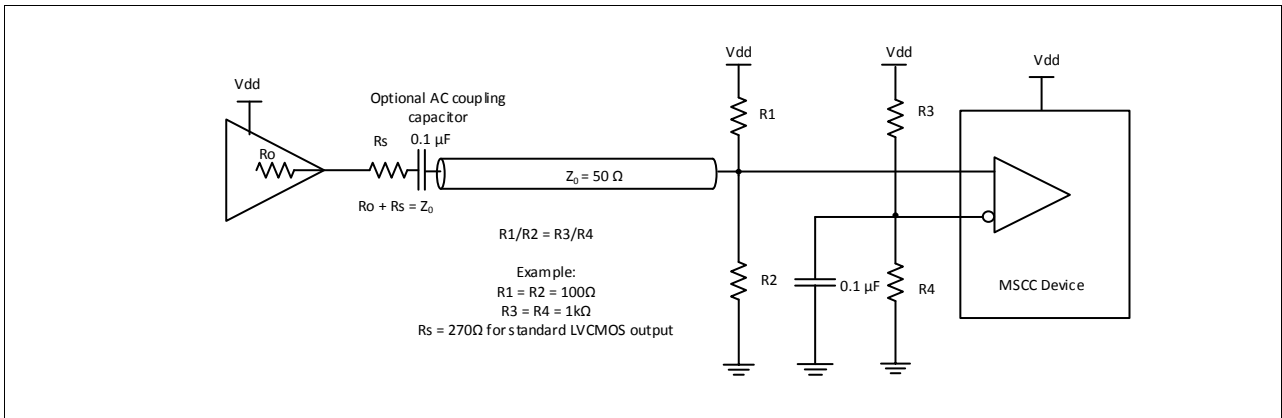 Vdd
Vdd
Vdd
Vdd
Optional AC coupling
capacitor
Ro
Rs
0.1 µF
R1
R3
Z₀ = 50 Ω
Ro + Rs = Z₀
R1/R2 = R3/R4
Example:
R1 = R2 = 100Ω
R3 = R4 = 1kΩ
Rs = 270Ω for standard LVCMOS output
R2
0.1 µF
R4
MSCC Device